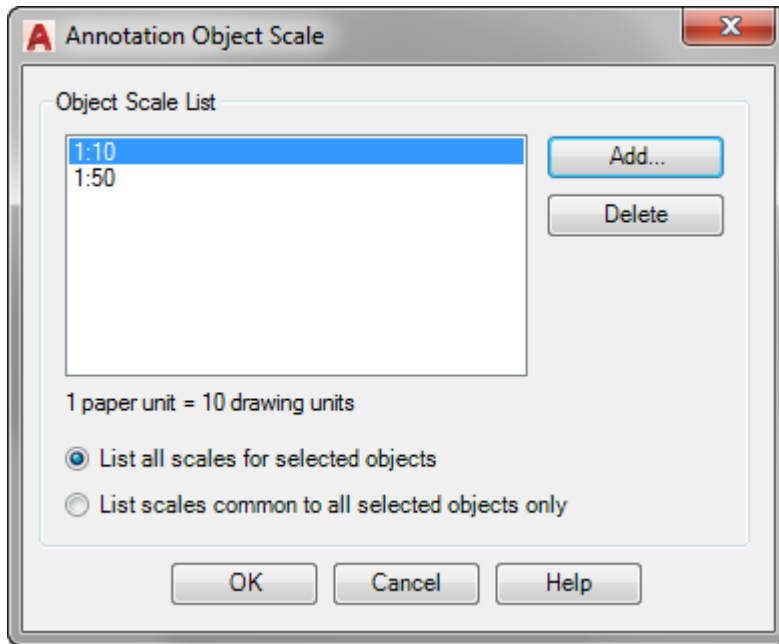 Annotation Object Scale
Object Scale List
1:10
1:50
Add...
Delete
1 paper unit = 10 drawing units
List all scales for selected objects
List scales common to all selected objects only
OK Cancel Help